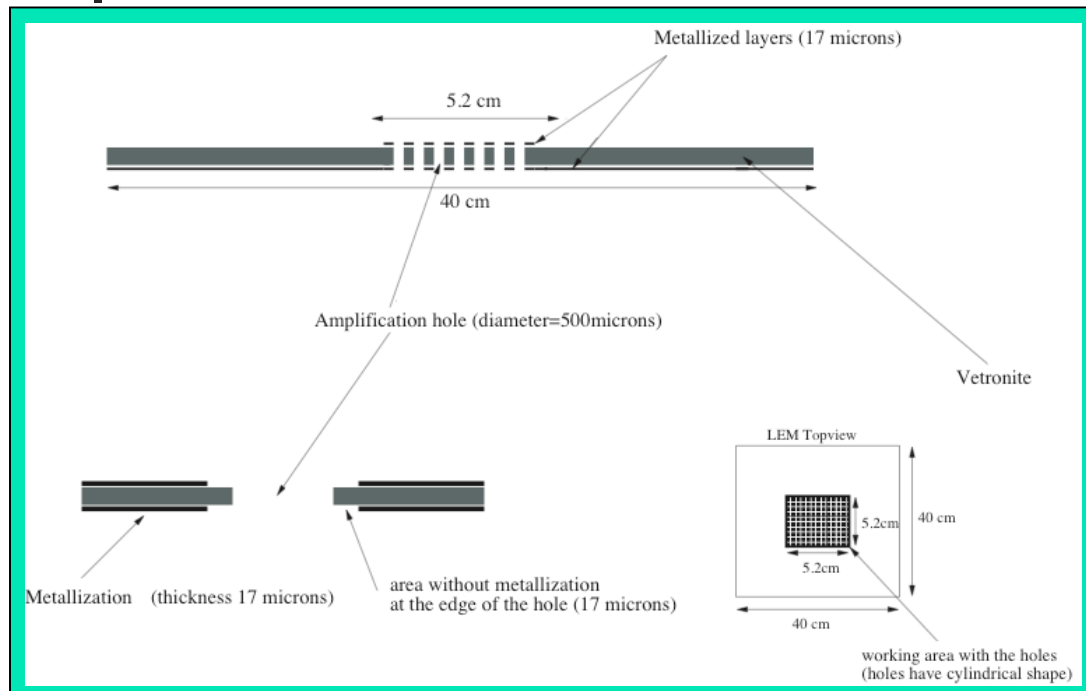 Metallized layers (17 microns)
5.2 cm
40 cm
Amplification hole (diameter=500microns)
Vetronite
LEM Topview
5.2cm
40 cm
5.2cm
40 cm
Metallization (thickness 17 microns)
area without metallization
at the edge of the hole (17 microns)
working area with the holes
(holes have cylindrical shape)